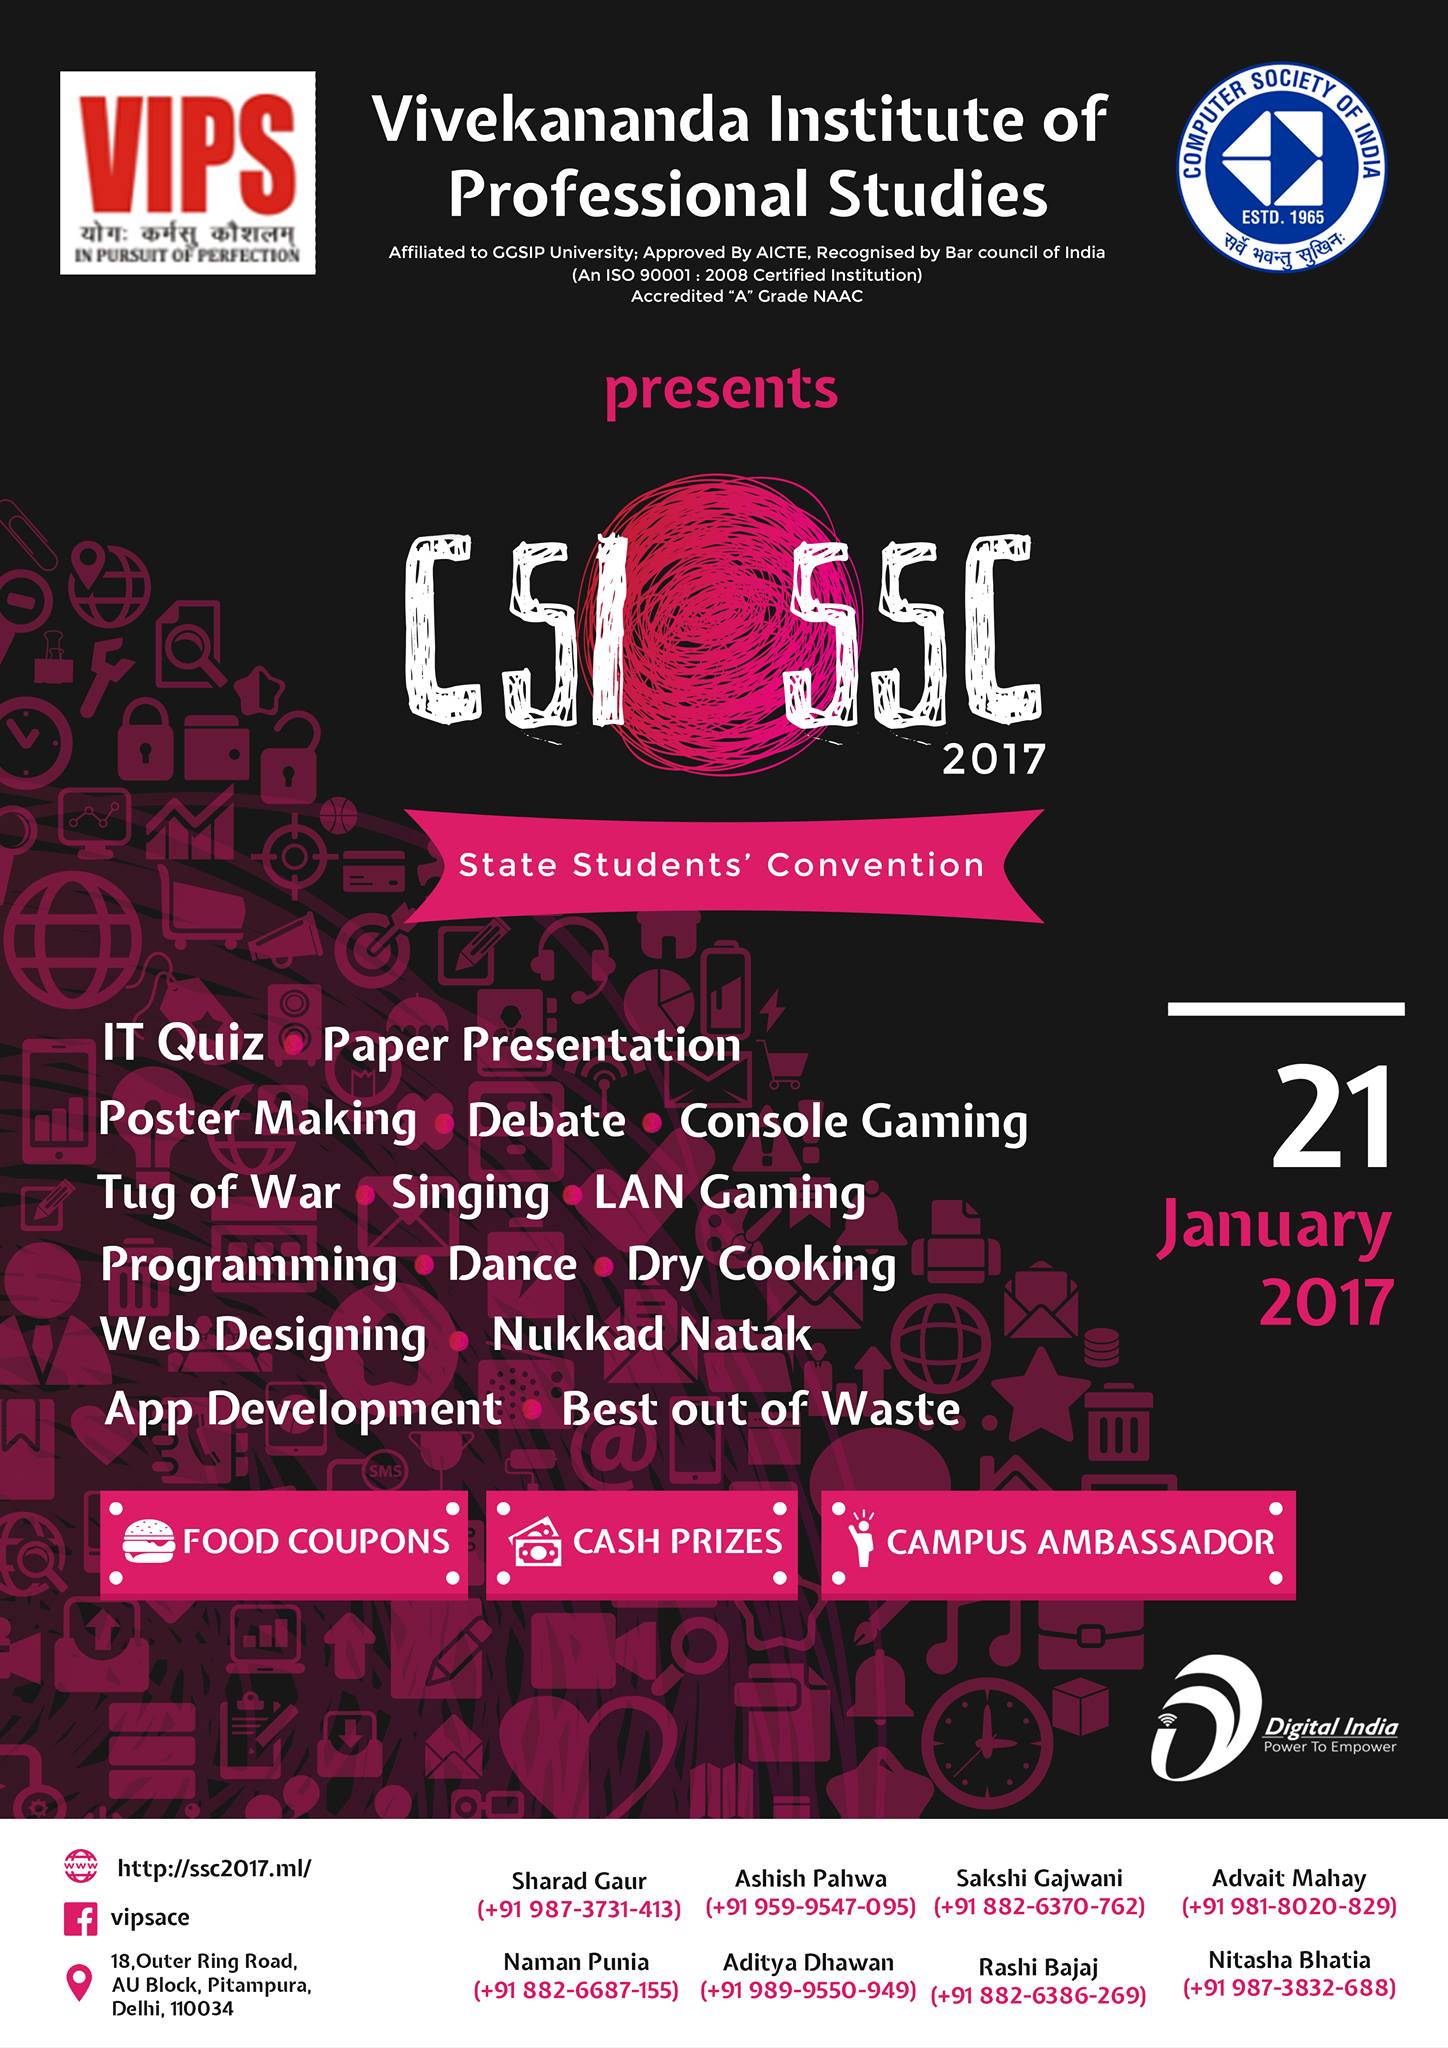 VIPS
योगः कर्मसु कौशलम्
IN PURSUIT OF PERFECTION
Vivekananda Institute of
Professional Studies
Affiliated to GGSIP University; Approved By AICTE, Recognised by Bar council of India
(An ISO 90001 : 2008 Certified Institution)
Accredited “A” Grade NAAC
COMPUTER SOCIETY OF INDIA
ESTD. 1965
सर्वे भवन्तु सुखिनः
presents
CSI SSC
2017
State Students’ Convention
IT Quiz • Paper Presentation
Poster Making • Debate • Console Gaming
Tug of War • Singing • LAN Gaming
Programming • Dance • Dry Cooking
Web Designing • Nukkad Natak
App Development • Best out of Waste
21
January
2017
SMS
FOOD COUPONS
CASH PRIZES
CAMPUS AMBASSADOR
Digital India
Power To Empower
www
http://ssc2017.ml/
vipsace
18,Outer Ring Road,
AU Block, Pitampura,
Delhi, 110034
Sharad Gaur
(+91 987-3731-413)
Ashish Pahwa
(+91 959-9547-095)
Sakshi Gajwani
(+91 882-6370-762)
Advait Mahay
(+91 981-8020-829)
Naman Punia
(+91 882-6687-155)
Aditya Dhawan
(+91 989-9550-949)
Rashi Bajaj
(+91 882-6386-269)
Nitasha Bhatia
(+91 987-3832-688)